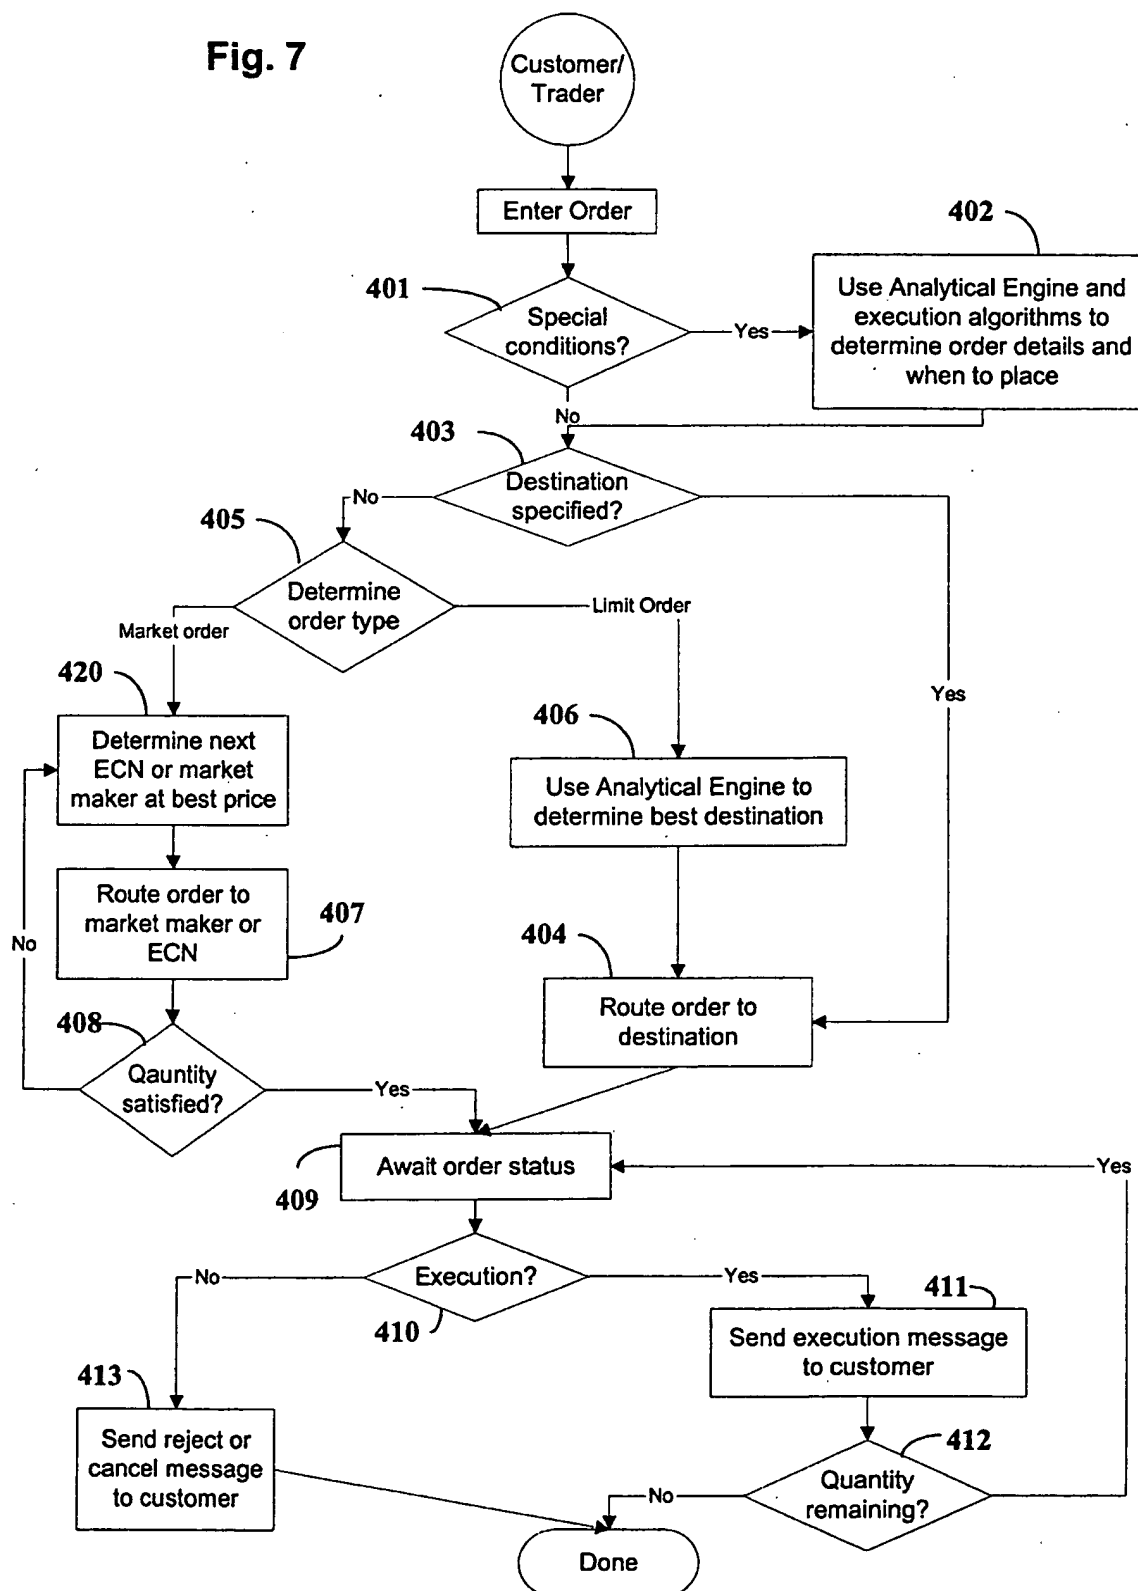 Fig. 7
Customer/
Trader
Enter Order
401
Special
conditions?
Yes
402
Use Analytical Engine and
execution algorithms to
determine order details and
when to place
No
403
Destination
specified?
No
Yes
405
Determine
order type
Market order
Limit Order
420
Determine next
ECN or market
maker at best price
406
Use Analytical Engine to
determine best destination
Route order to
market maker or
ECN
407
No
404
Route order to
destination
408
Qauntity
satisfied?
Yes
Await order status
409
Yes
Execution?
410
No
Yes
411
Send execution message
to customer
413
Send reject or
cancel message
to customer
412
Quantity
remaining?
No
Done